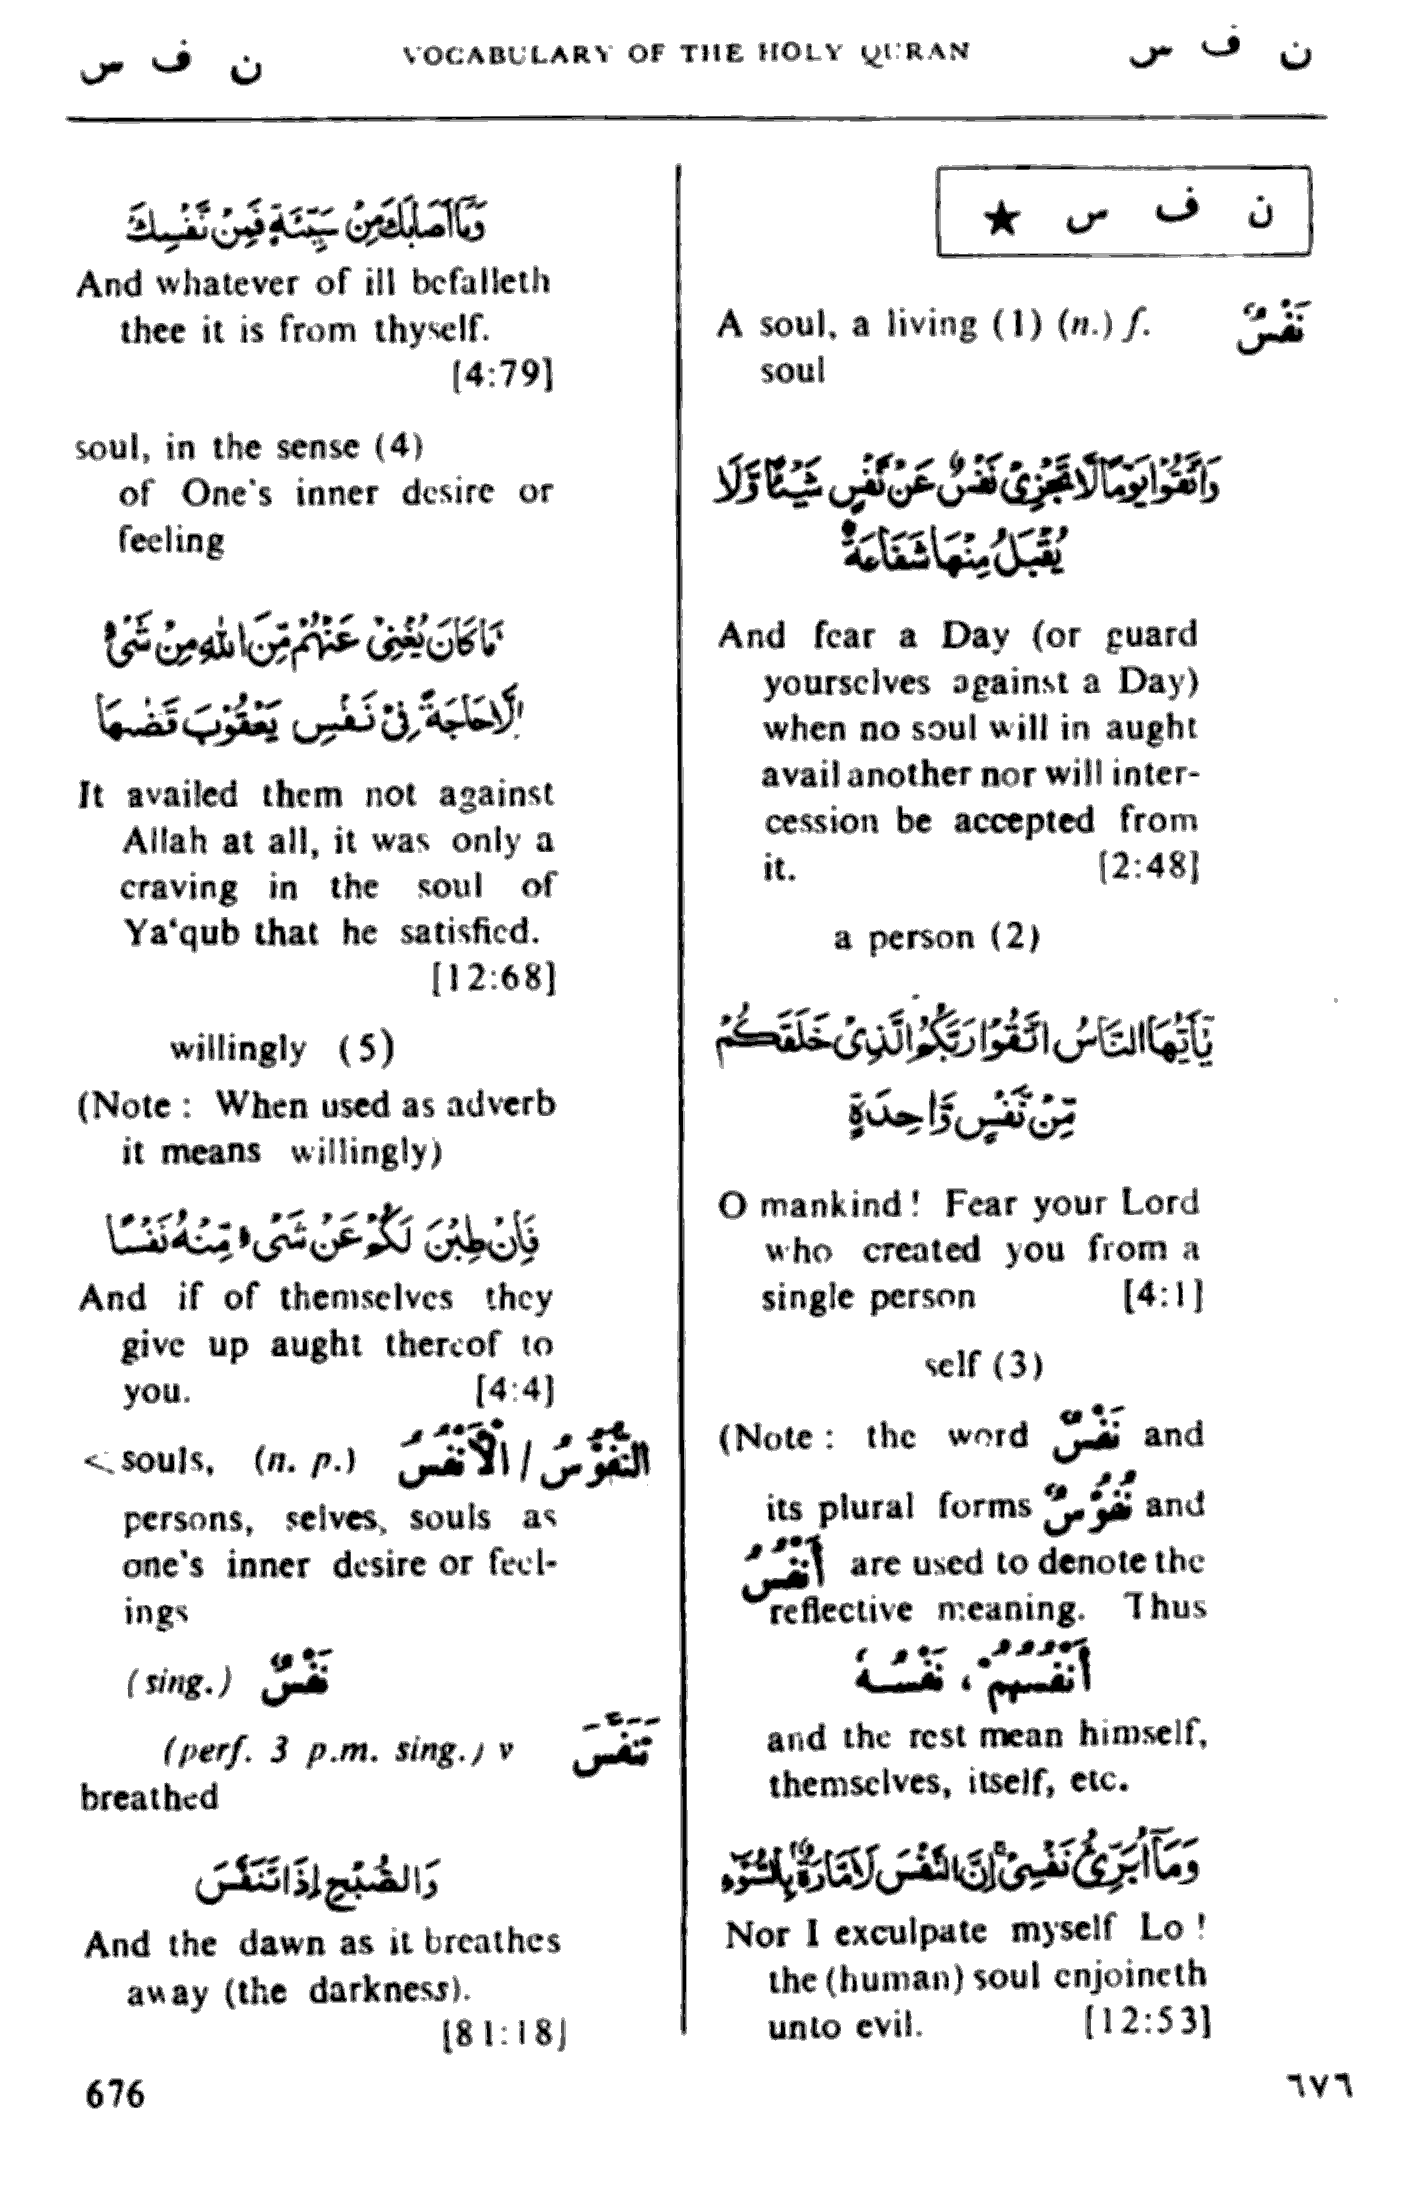 ن ف س VOCABULARY OF THE HOLY QURAN ن ف س
ن ف س ★
A soul, a living (1) (n.) f. نَفْسٌ
soul
وَاتَّقُوْا يَوْمًا لَّا تَجْزِىْ نَفْسٌ عَنْ نَّفْسٍ شَيْئًا وَّلَا
يُقْبَلُ مِنْهَا شَفَاعَةٌ
And fear a Day (or guard
yourselves against a Day)
when no soul will in aught
avail another nor will inter-
cession be accepted from
it. [2:48]
a person (2)
يٰٓاَيُّهَا النَّاسُ اتَّقُوْا رَبَّكُمُ الَّذِىْ خَلَقَكُمْ
مِّنْ نَّفْسٍ وَّاحِدَةٍ
O mankind! Fear your Lord
who created you from a
single person [4:1]
self (3)
(Note : the word نَفْسٌ and
its plural forms نُفُوْسٌ and
أَنْفُسٌ are used to denote the
reflective meaning. Thus
أَنْفُسُهُمْ ، نَفْسُهُ
and the rest mean himself,
themselves, itself, etc.
وَمَآ اُبَرِّئُ نَفْسِىْ اِنَّ النَّفْسَ لَاَمَّارَةٌۢ بِالسُّوْٓءِ
Nor I exculpate myself Lo !
the (human) soul enjoineth
unto evil. [12:53]
وَمَآ اَصَابَكَ مِنْ سَيِّئَةٍ فَمِنْ نَّفْسِكَ
And whatever of ill befalleth
thee it is from thyself.
[4:79]
soul, in the sense (4)
of One's inner desire or
feeling
مَا كَانَ يُغْنِىْ عَنْهُمْ مِّنَ اللّٰهِ مِنْ شَىْءٍ
اِلَّا حَاجَةً فِىْ نَفْسِ يَعْقُوْبَ قَضٰهَا
It availed them not against
Allah at all, it was only a
craving in the soul of
Ya‘qub that he satisfied.
[12:68]
willingly (5)
(Note : When used as adverb
it means willingly)
فَاِنْ طِبْنَ لَكُمْ عَنْ شَىْءٍ مِّنْهُ نَفْسًا
And if of themselves they
give up aught thereof to
you. [4:4]
< souls, (n. p.) النُّفُوْسُ / الْأَنْفُسُ
persons, selves, souls as
one's inner desire or feel-
ings
(sing.) نَفْسٌ
(perf. 3 p.m. sing.) v تَنَفَّسَ
breathed
وَالصُّبْحِ اِذَا تَنَفَّسَ
And the dawn as it breathes
away (the darkness).
[81:18]
676 ٦٧٦